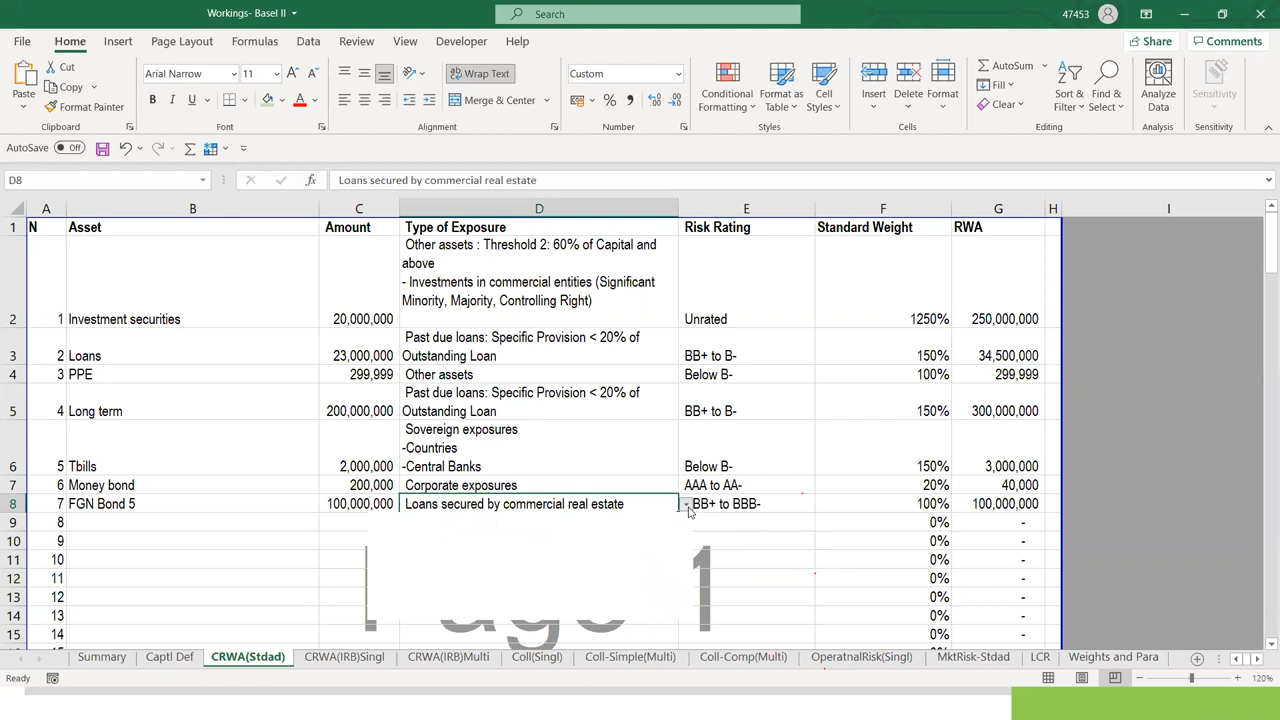 Workings- Basel II
Search
47453
File
Home
Insert
Page Layout
Formulas
Data
Review
View
Developer
Help
Share
Comments
Paste
Cut
Copy
Format Painter
Clipboard
Arial Narrow
11
B I U
Font
Wrap Text
Merge & Center
Alignment
Custom
Number
Conditional Formatting
Format as Table
Cell Styles
Styles
Insert
Delete
Format
Cells
AutoSum
Fill
Clear
Sort & Filter
Find & Select
Editing
Analyze Data
Analysis
Sensitivity
Sensitivity
AutoSave Off
D8
fx
Loans secured by commercial real estate
A B C D E F G H I
1 N Asset Amount Type of Exposure Risk Rating Standard Weight RWA
Other assets : Threshold 2: 60% of Capital and
above
- Investments in commercial entities (Significant
Minority, Majority, Controlling Right)
2 1 Investment securities 20,000,000 Unrated 1250% 250,000,000
Past due loans: Specific Provision < 20% of
3 2 Loans 23,000,000 Outstanding Loan BB+ to B- 150% 34,500,000
4 3 PPE 299,999 Other assets Below B- 100% 299,999
Past due loans: Specific Provision < 20% of
5 4 Long term 200,000,000 Outstanding Loan BB+ to B- 150% 300,000,000
Sovereign exposures
-Countries
6 5 Tbills 2,000,000 -Central Banks Below B- 150% 3,000,000
7 6 Money bond 200,000 Corporate exposures AAA to AA- 20% 40,000
8 7 FGN Bond 5 100,000,000 Loans secured by commercial real estate BB+ to BBB- 100% 100,000,000
9 8 0% -
10 9 0% -
11 10 0% -
12 11 0% -
13 12 0% -
14 13 0% -
15 14 0% -
Summary
Captl Def
CRWA(Stdad)
CRWA(IRB)Singl
CRWA(IRB)Multi
Coll(Singl)
Coll-Simple(Multi)
Coll-Comp(Multi)
OperatnalRisk(Singl)
MktRisk-Stdad
LCR
Weights and Para
Ready
120%